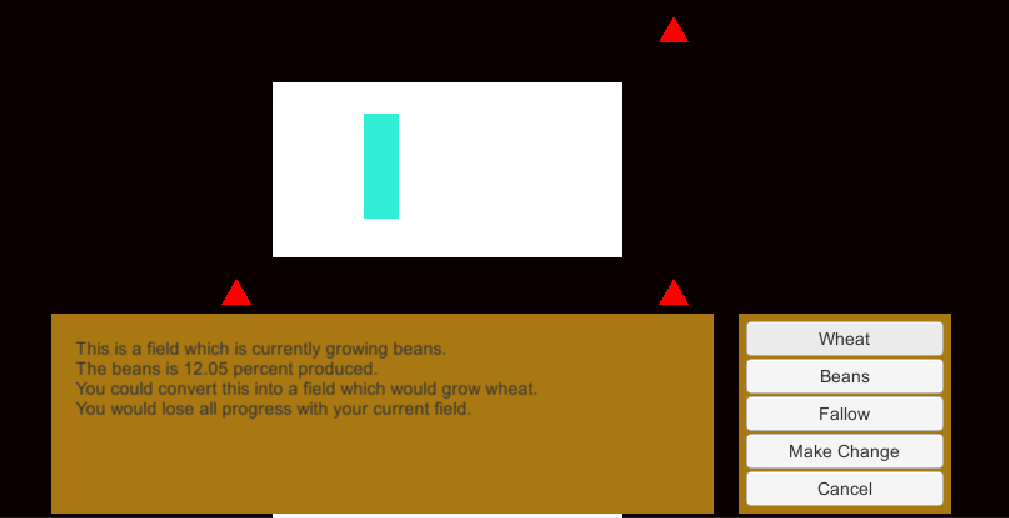 This is a field which is currently growing beans.
The beans is 12.05 percent produced.
You could convert this into a field which would grow wheat.
You would lose all progress with your current field.
Wheat
Beans
Fallow
Make Change
Cancel